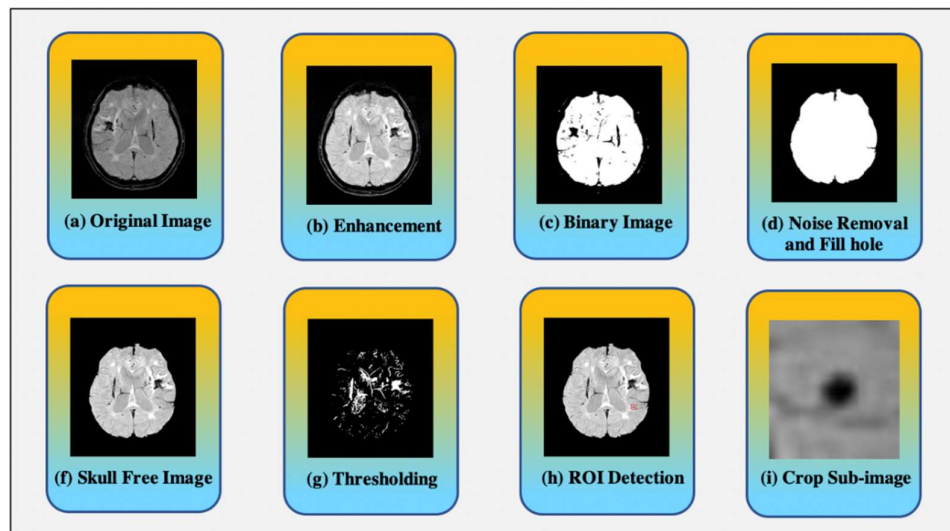 (a) Original Image
(b) Enhancement
(c) Binary Image
(d) Noise Removal
and Fill hole
(f) Skull Free Image
(g) Thresholding
(h) ROI Detection
(i) Crop Sub-image